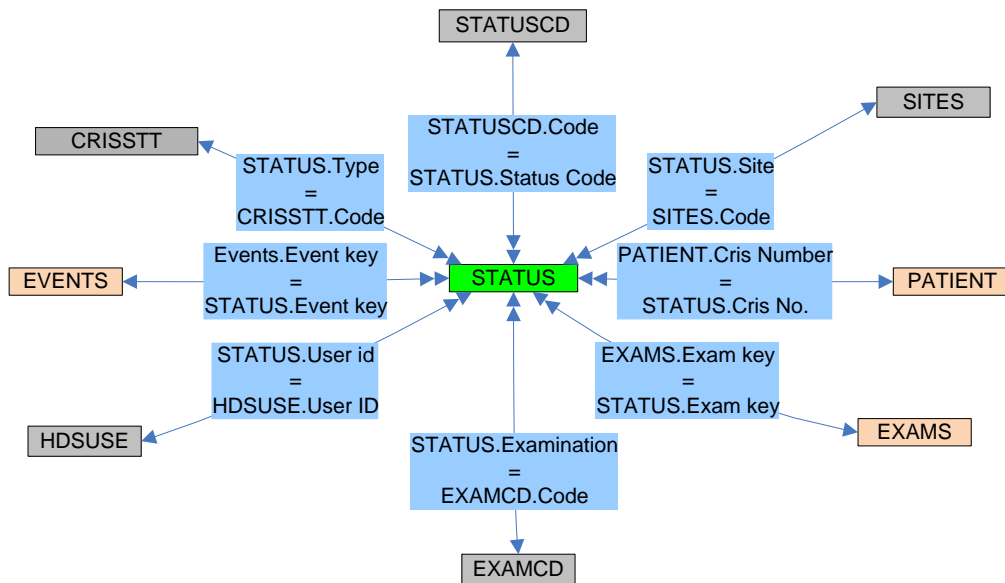 STATUSCD
SITES
CRISSTT
STATUSCD.Code
=
STATUS.Status Code
STATUS.Type
=
CRISSTT.Code
STATUS.Site
=
SITES.Code
Events.Event key
=
STATUS.Event key
EVENTS
STATUS
PATIENT.Cris Number
=
STATUS.Cris No.
PATIENT
STATUS.User id
=
HDSUSE.User ID
EXAMS.Exam key
=
STATUS.Exam key
HDSUSE
EXAMS
STATUS.Examination
=
EXAMCD.Code
EXAMCD